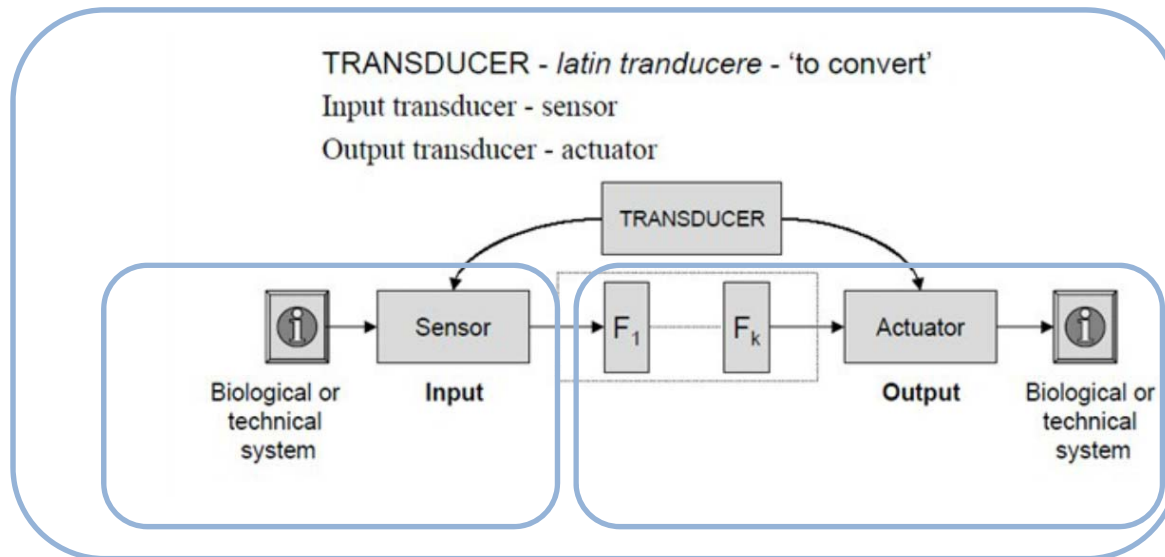 TRANSDUCER - latin tranducere - ‘to convert’
Input transducer - sensor
Output transducer - actuator
TRANSDUCER
i
Sensor
F1
Fk
Actuator
i
Biological or
technical
system
Input
Output
Biological or
technical
system